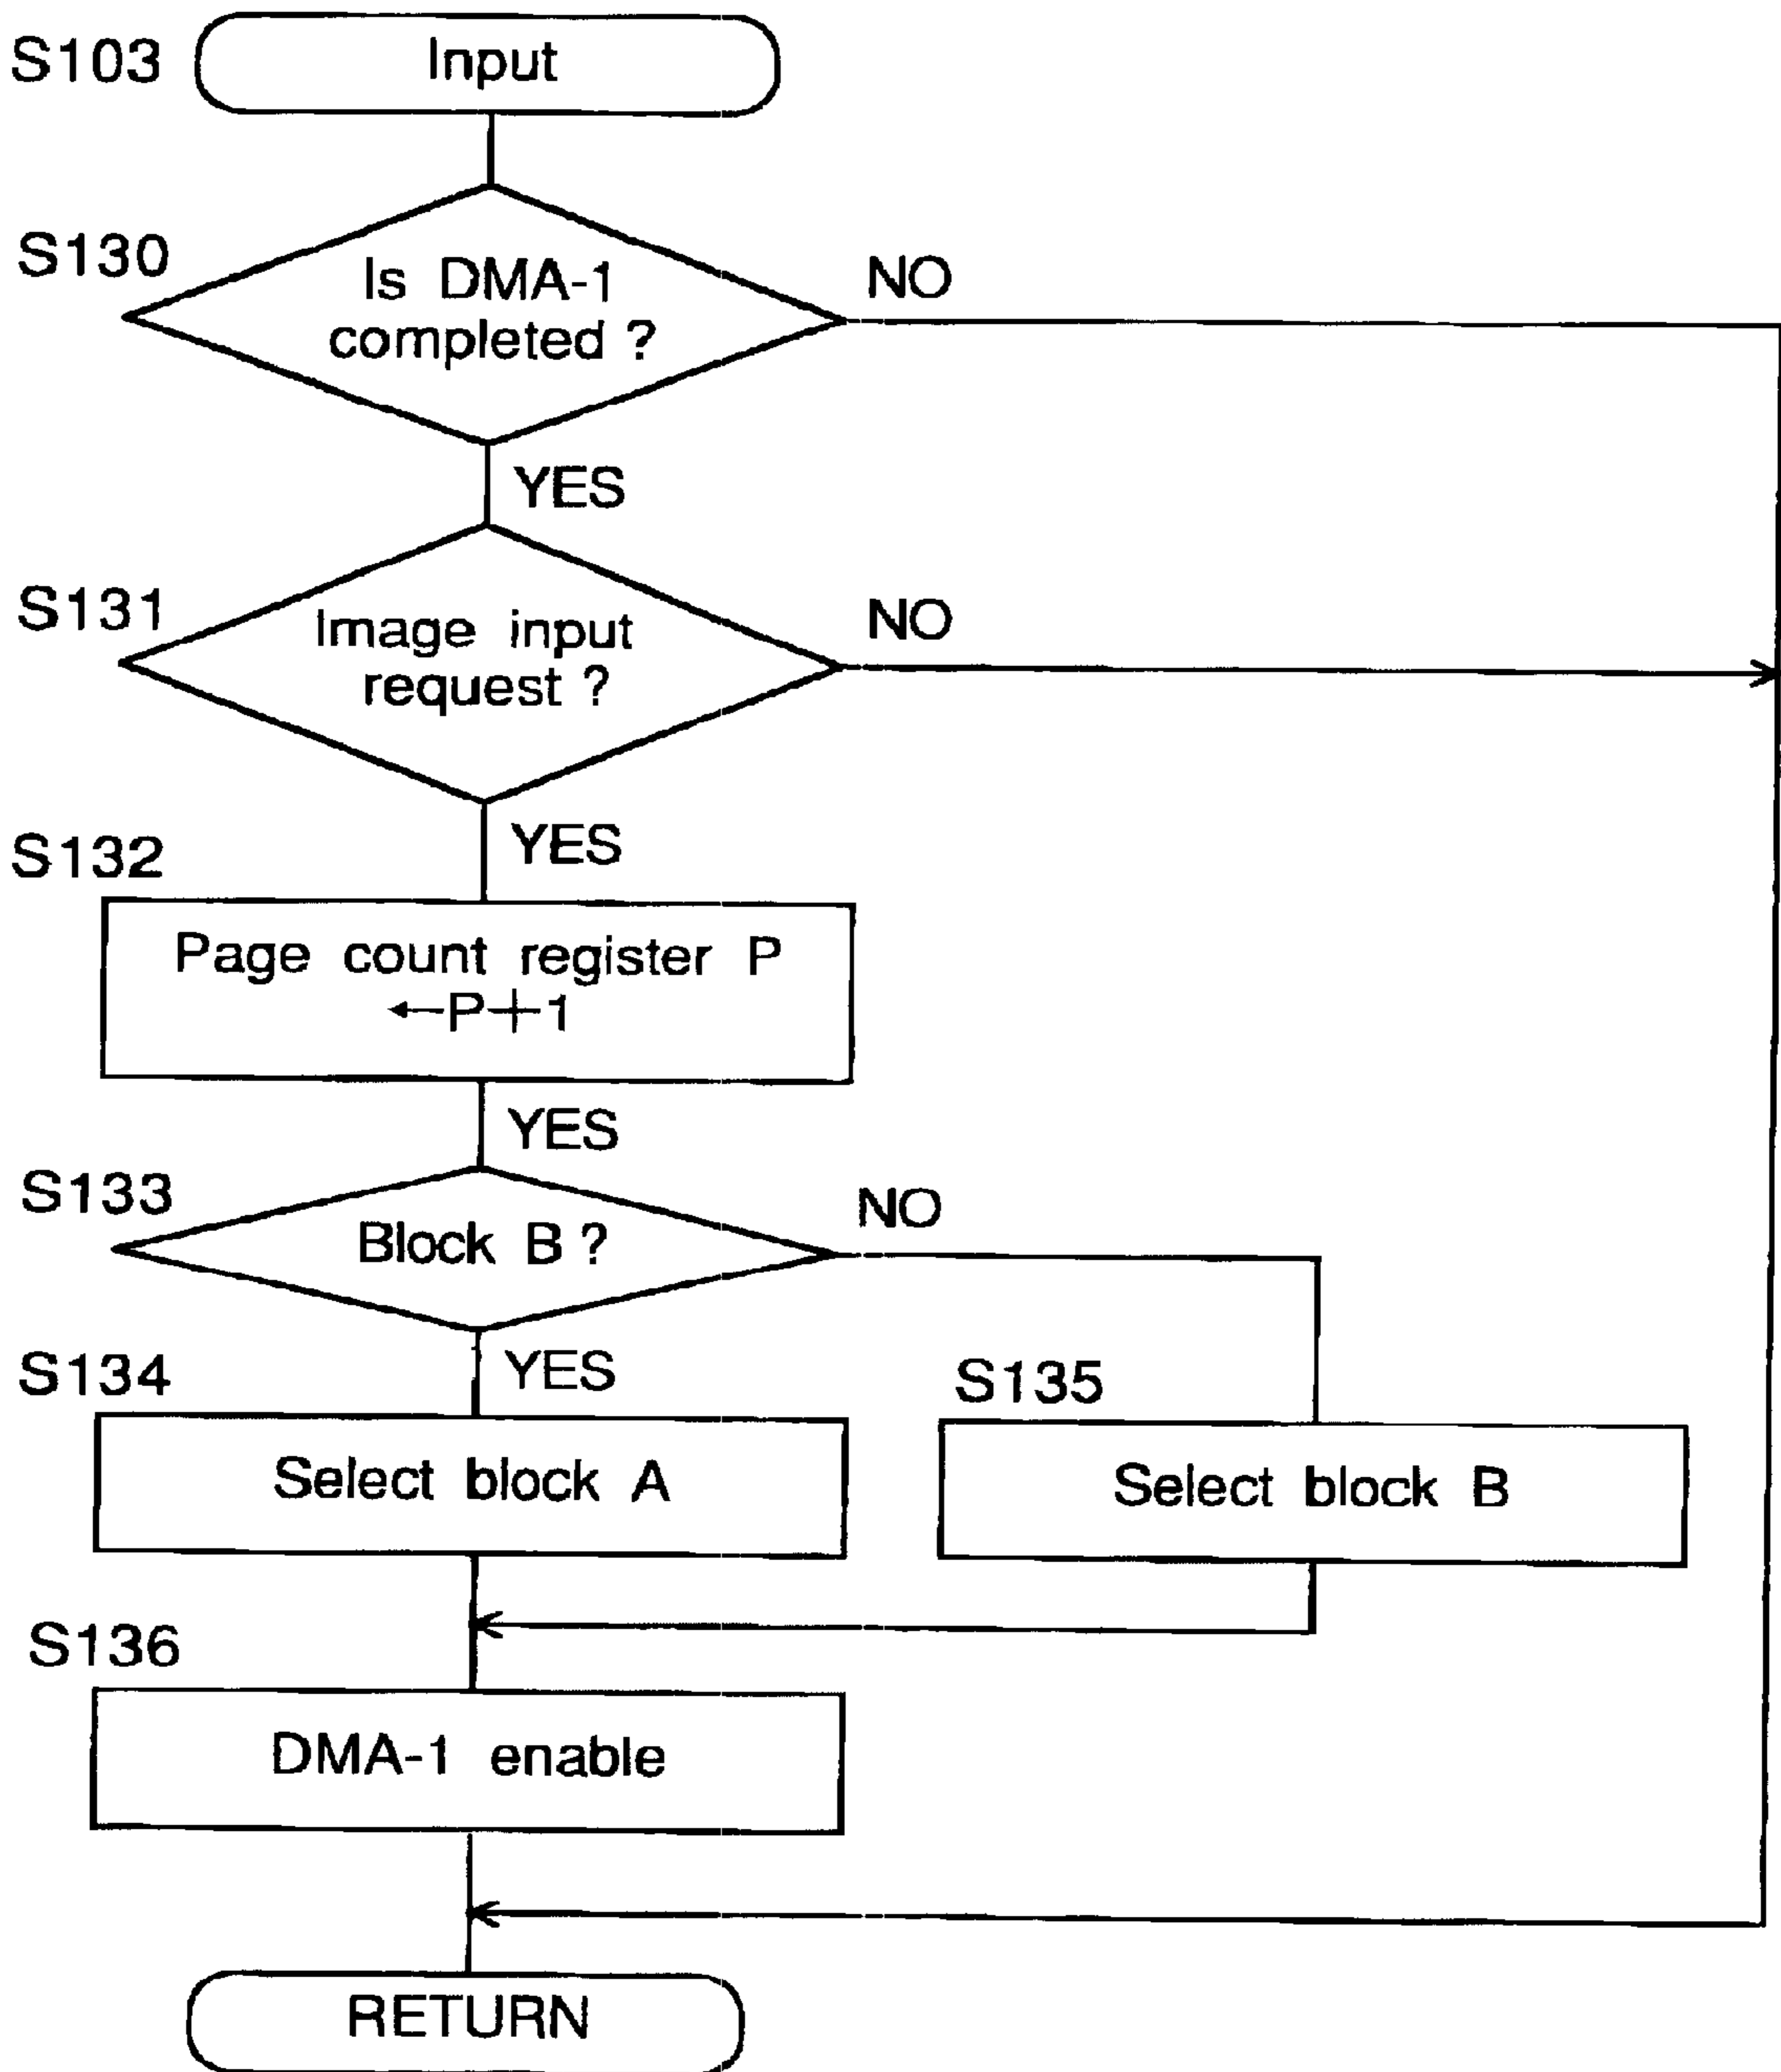 S103
Input
S130
Is DMA-1
completed ?
NO
YES
S131
Image input
request ?
NO
YES
S132
Page count register P
←P+1
YES
S133
Block B ?
NO
YES
S134
Select block A
S135
Select block B
S136
DMA-1 enable
RETURN